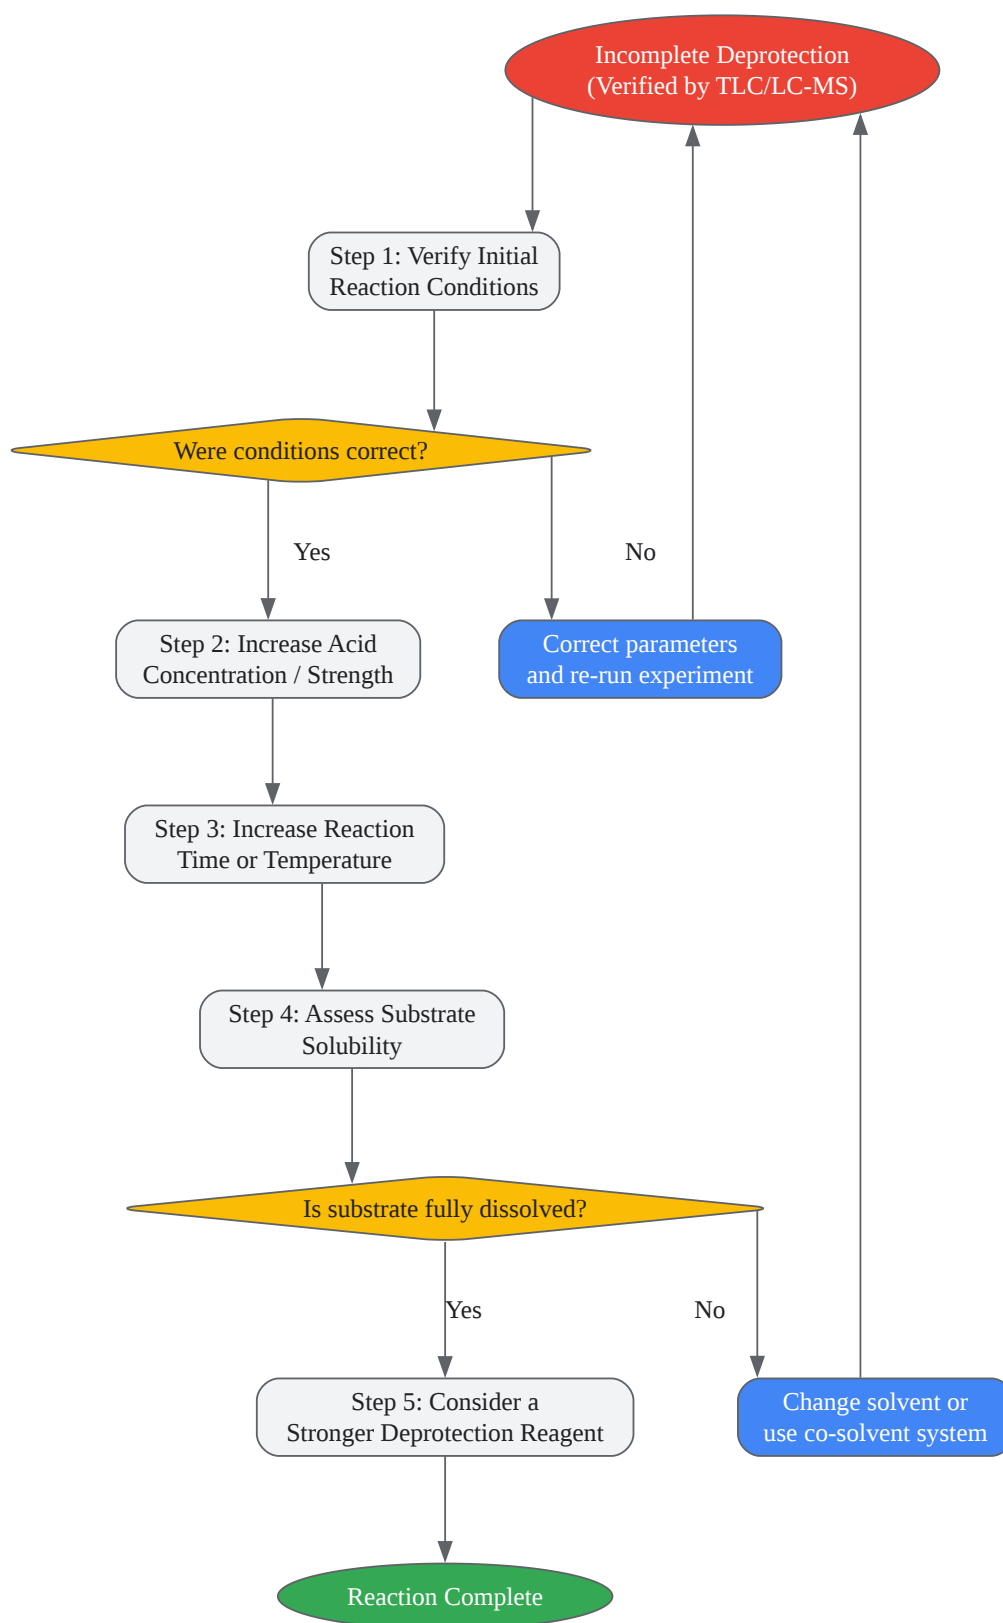 Incomplete Deprotection
(Verified by TLC/LC-MS)
Step 1: Verify Initial
Reaction Conditions
Were conditions correct?
Yes
No
Step 2: Increase Acid
Concentration / Strength
Correct parameters
and re-run experiment
Step 3: Increase Reaction
Time or Temperature
Step 4: Assess Substrate
Solubility
Is substrate fully dissolved?
Yes
No
Step 5: Consider a
Stronger Deprotection Reagent
Change solvent or
use co-solvent system
Reaction Complete